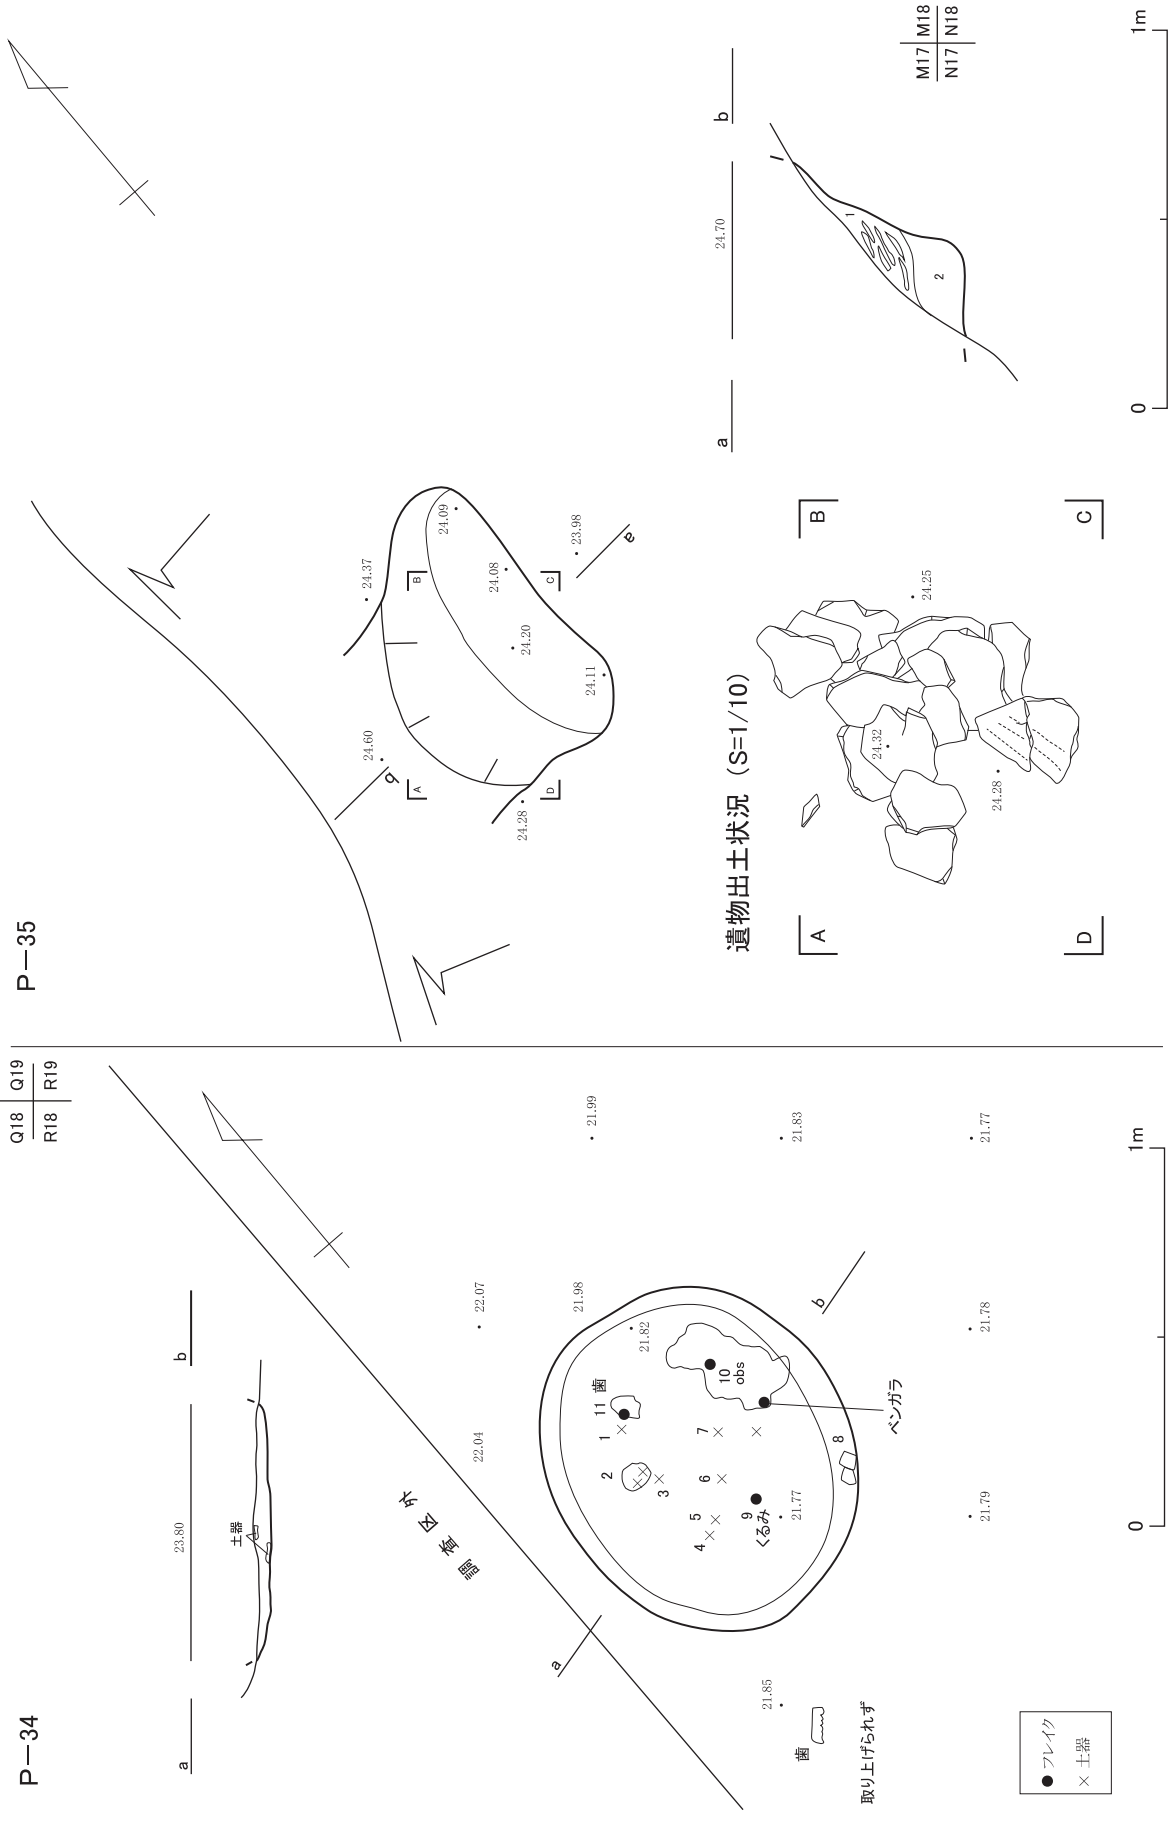 P—34
a
23.80
b
土器
Q18
Q19
R18
R19
調査区外
22.04
22.07
21.98
21.99
21.82
21.83
21.77
21.77
21.78
21.79
21.85
a
b
1
2
3
4
5
6
7
8
9
くるみ
10
obs
11
歯
ベンガラ
歯
取り上げられず
● フレイク
× 土器
0
1m
P—35
24.37
24.09
24.08
23.98
24.20
24.11
24.60
24.28
a
b
A
B
C
D
a
24.70
b
1
2
M17
M18
N17
N18
遺物出土状況(S=1/10)
A
B
C
D
24.25
24.32
24.28
0
1m